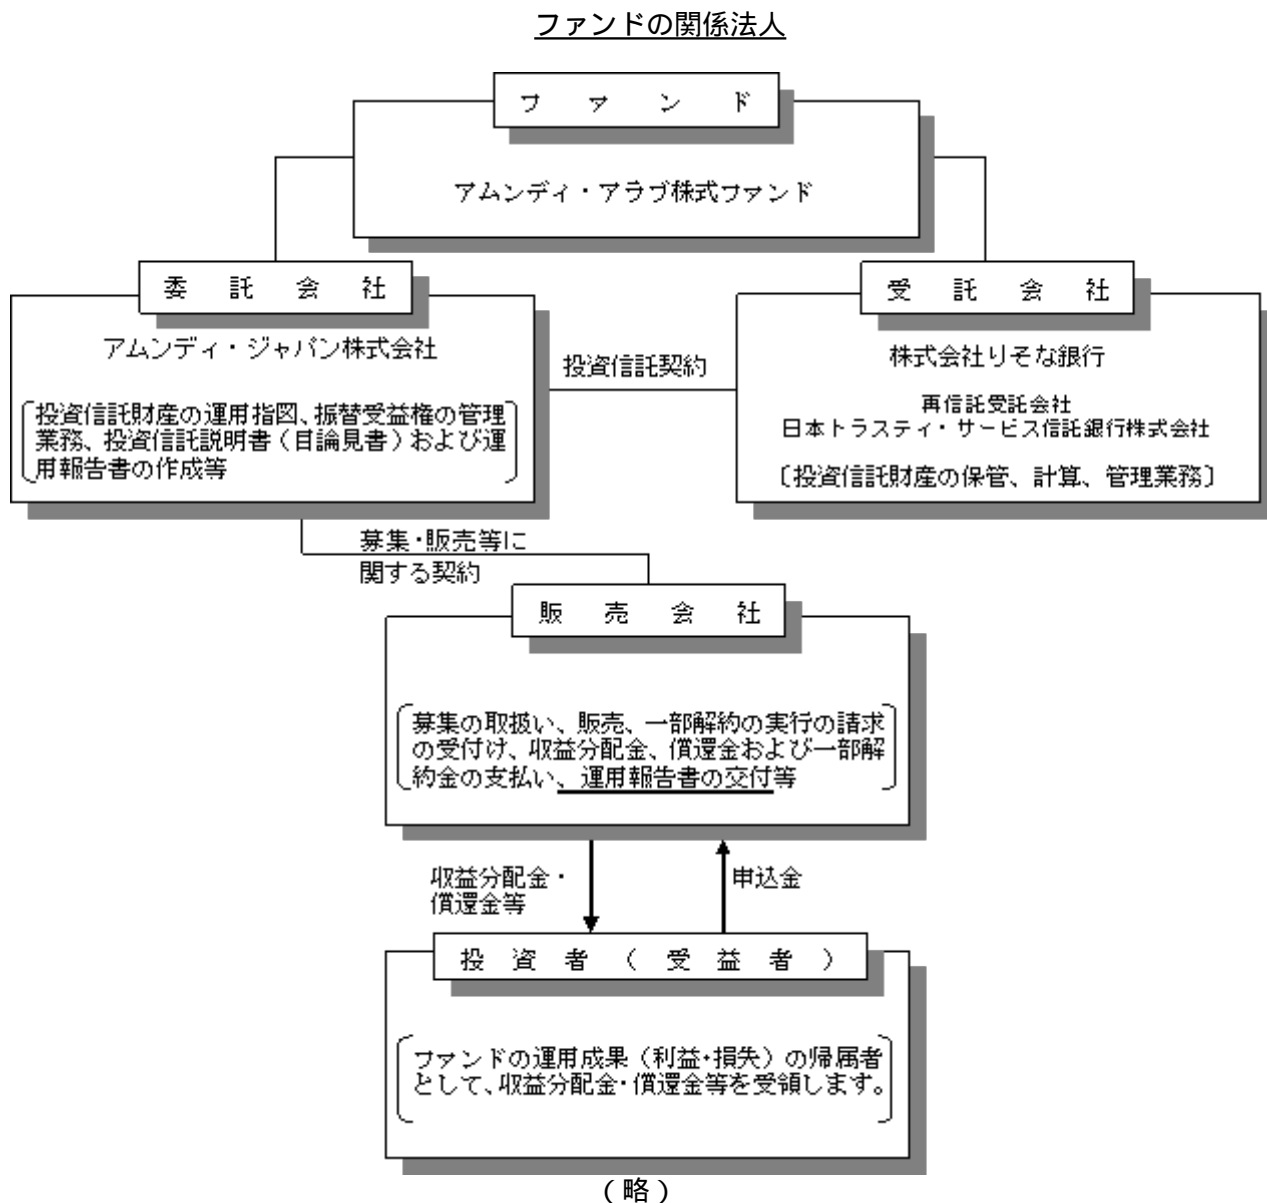 ファンドの関係法人
ファンド
アムンディ・アラブ株式ファンド
委託会社
アムンディ・ジャパン株式会社
投資信託財産の運用指図、振替受益権の管理
業務、投資信託説明書（目論見書）および運
用報告書の作成等
投資信託契約
受託会社
株式会社りそな銀行
再信託受託会社
日本トラスティ・サービス信託銀行株式会社
〔投資信託財産の保管、計算、管理業務〕
募集・販売等に
関する契約
販売会社
募集の取扱い、販売、一部解約の実行の請求
の受付け、収益分配金、償還金および一部解
約金の支払い、運用報告書の交付等
収益分配金・
償還金等
申込金
投資者（受益者）
ファンドの運用成果（利益・損失）の帰属者
として、収益分配金・償還金等を受領します。
（略）